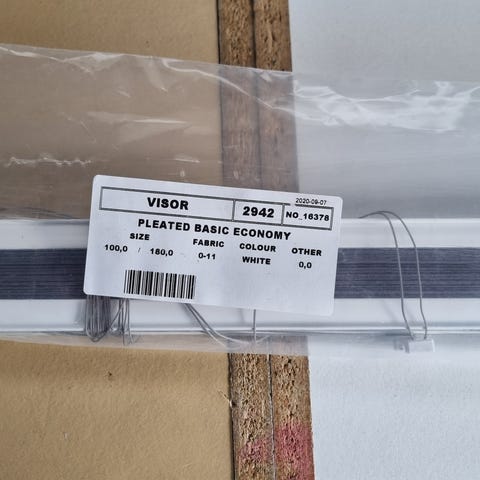 2020-09-07
VISOR 2942 NO_16378
PLEATED BASIC ECONOMY
SIZE FABRIC COLOUR OTHER
100,0 / 160,0 0-11 WHITE 0,0